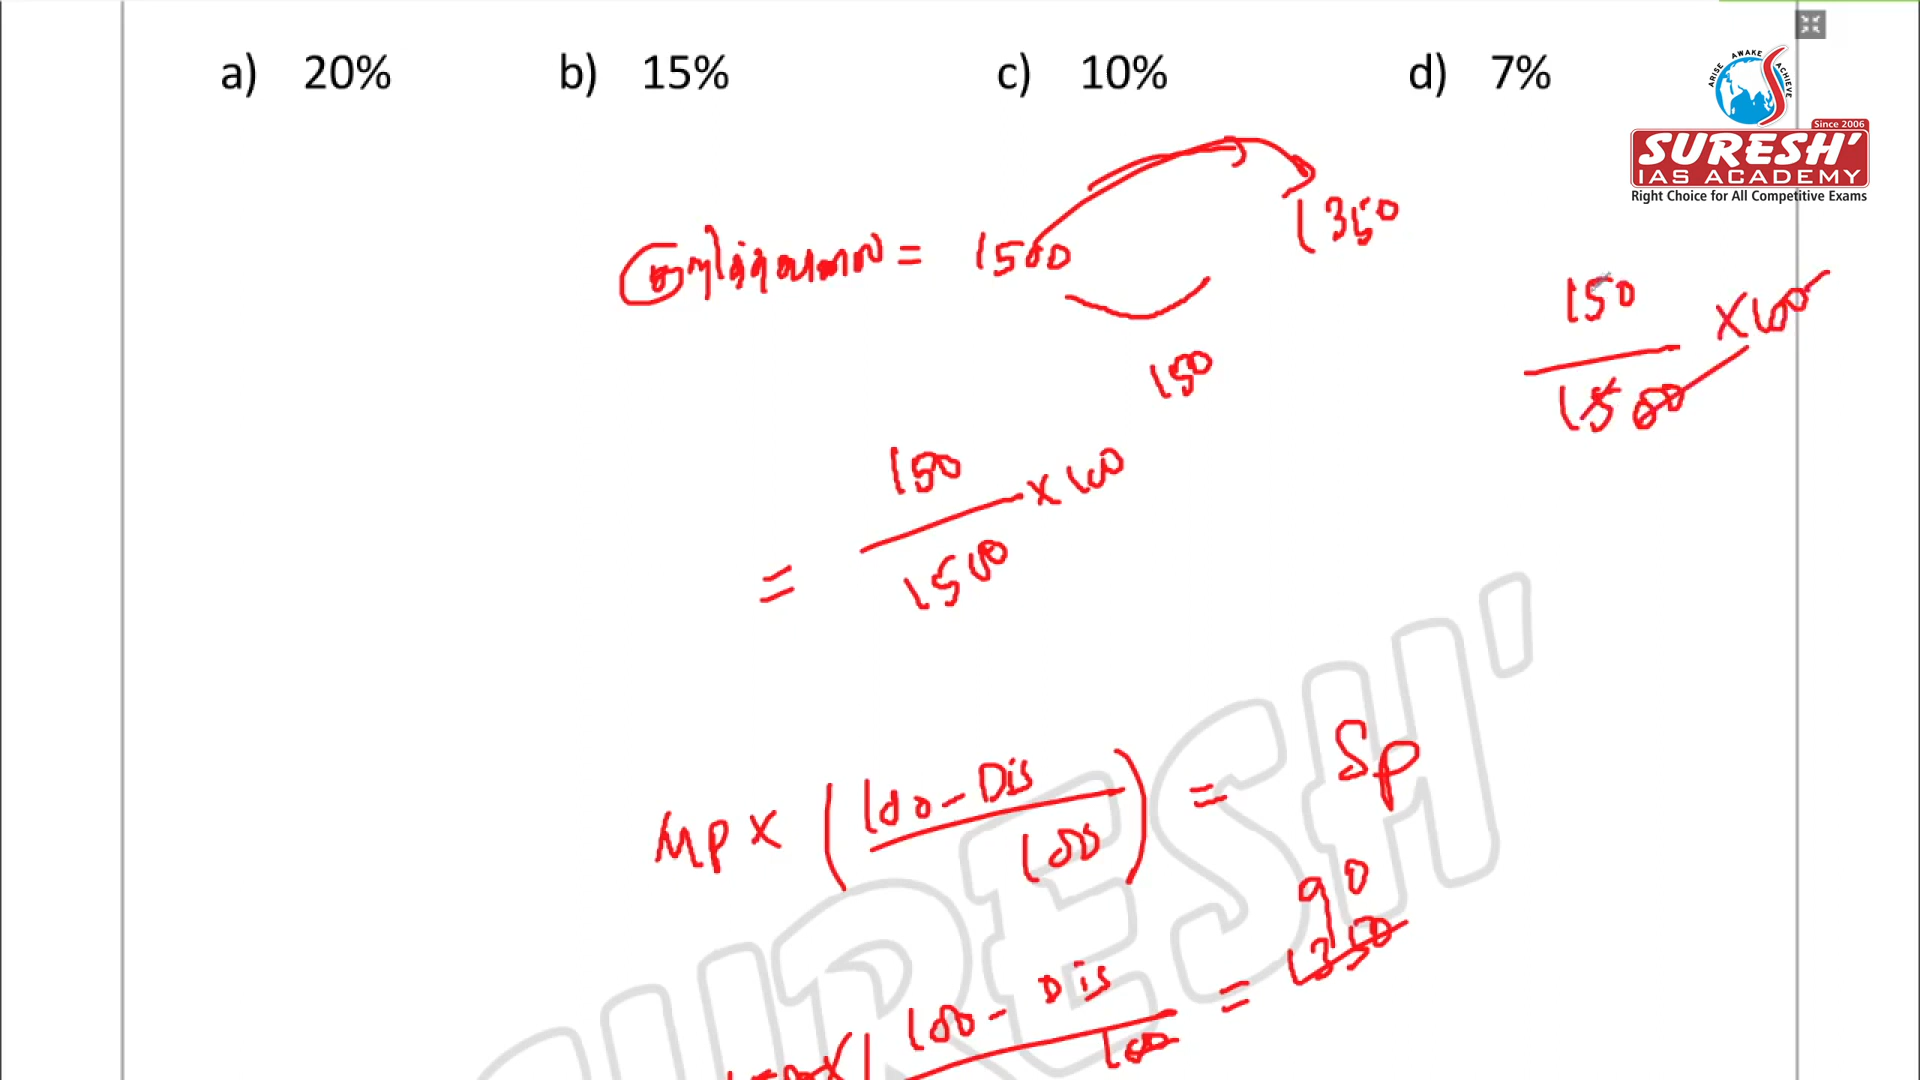 a) 20% b) 15% c) 10% d) 7%
ARISE AWAKE ACHIEVE
Since 2006
SURESH'
IAS ACADEMY
Right Choice for All Competitive Exams
= 1500
1350
150
150
1500
×100
= 150
1500
×100
MP × (100 - Dis
100) = SP
90
×(100 - Dis
100 = 1350
SURESH'